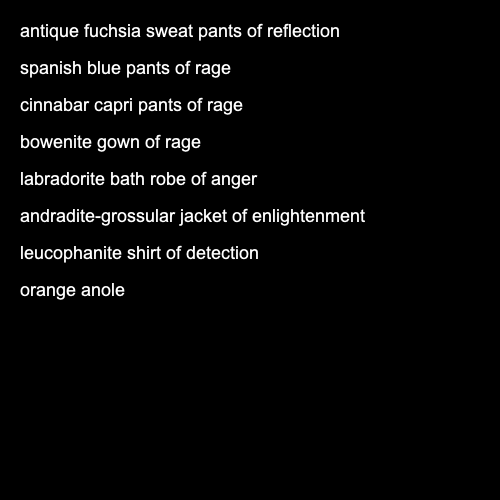 antique fuchsia sweat pants of reflection
spanish blue pants of rage
cinnabar capri pants of rage
bowenite gown of rage
labradorite bath robe of anger
andradite-grossular jacket of enlightenment
leucophanite shirt of detection
orange anole